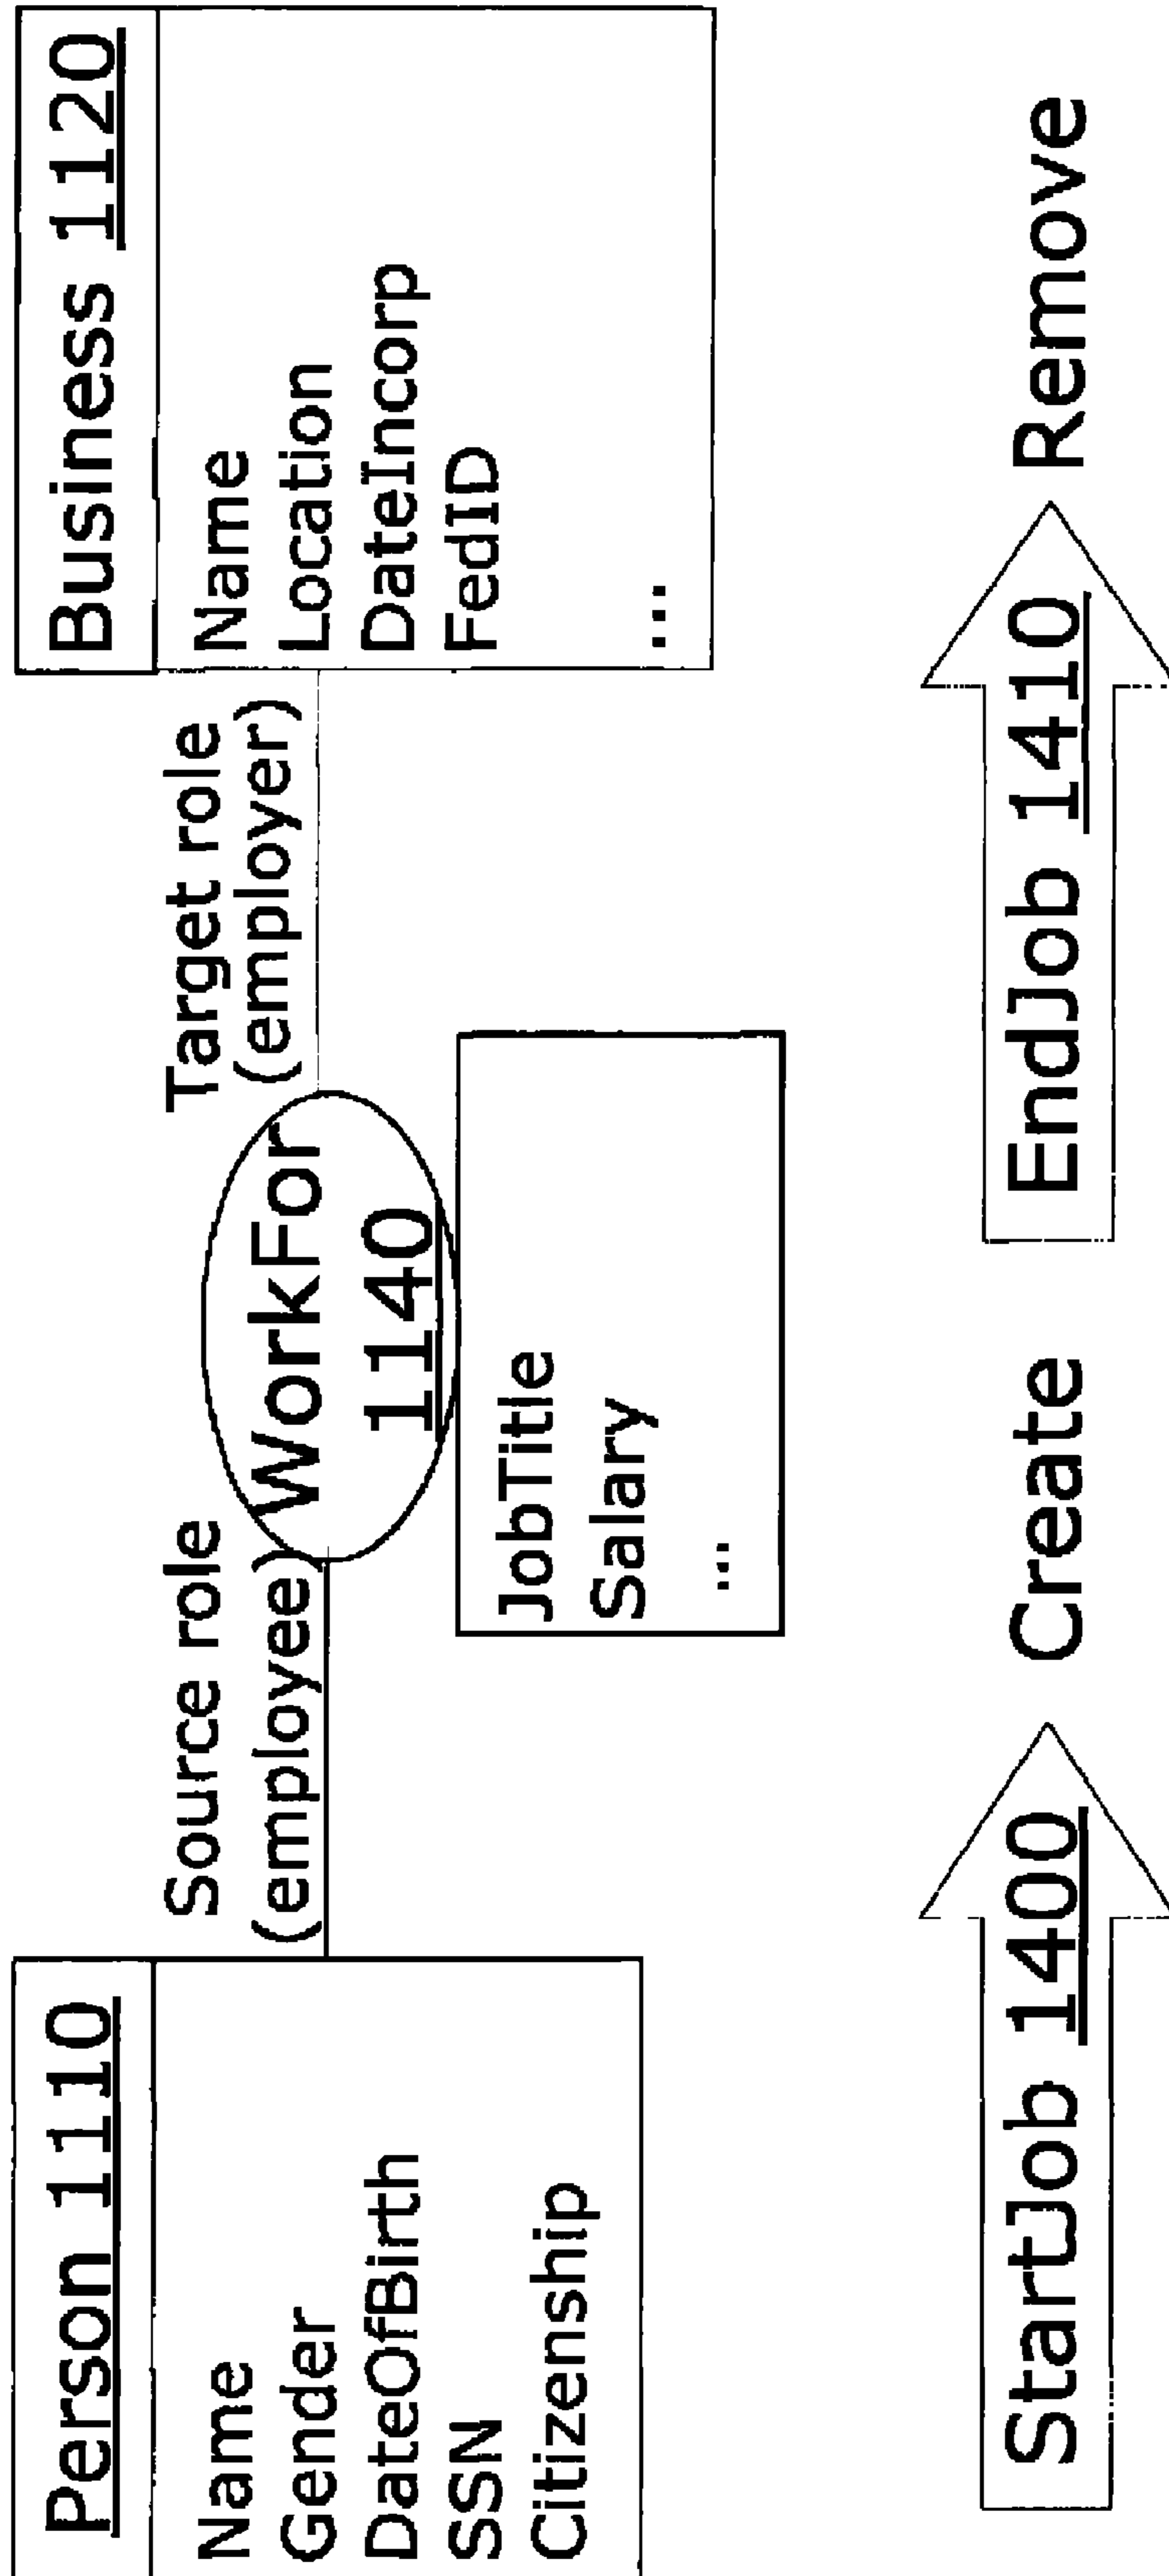 Person 1110
Name
Gender
DateOfBirth
SSN
Citizenship
Source role
(employee)
WorkFor
1140
JobTitle
Salary
...
Target role
(employer)
Business 1120
Name
Location
DateIncorp
FedID
...
StartJob 1400
Create
EndJob 1410
Remove